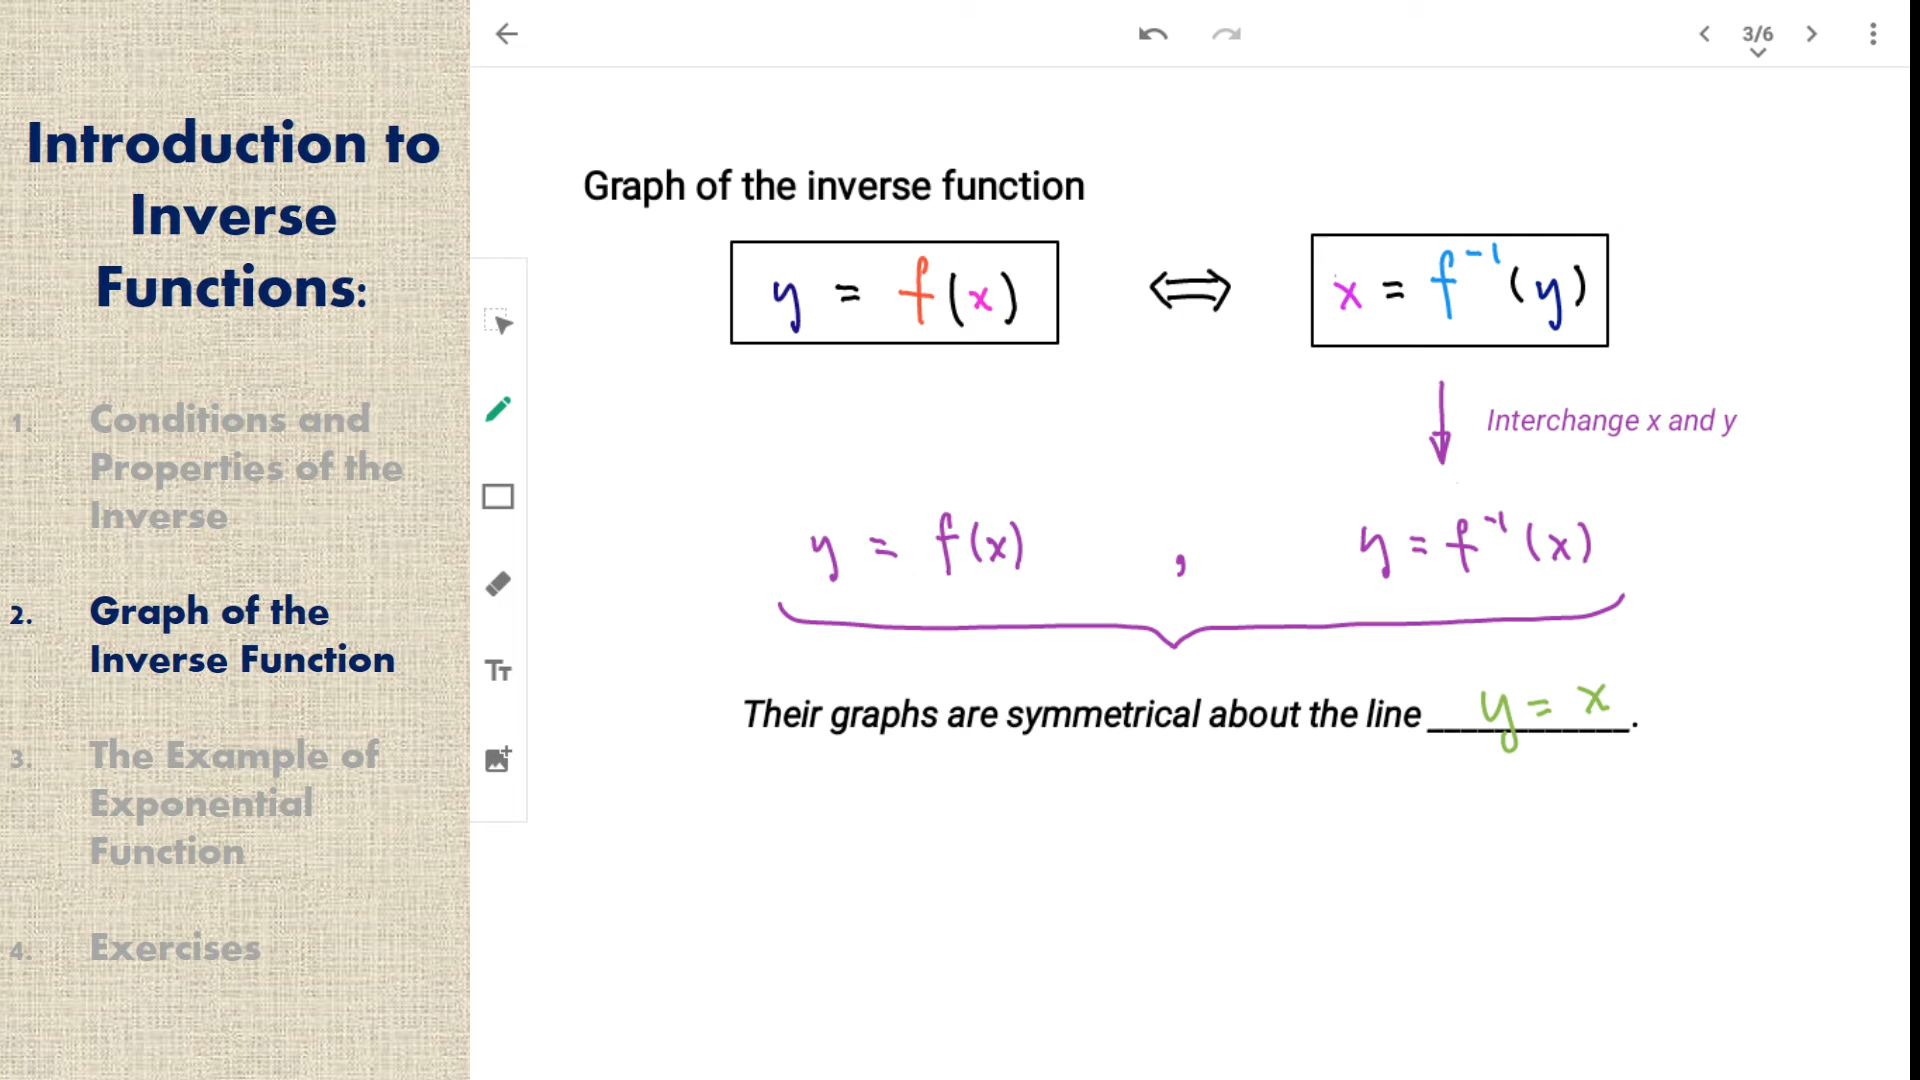 Introduction to
Inverse
Functions:
1. Conditions and
Properties of the
Inverse
2. Graph of the
Inverse Function
3. The Example of
Exponential
Function
4. Exercises
3/6
Graph of the inverse function
y = f(x) ⟺ x = f⁻¹(y)
Interchange x and y
y = f(x) , y = f⁻¹(x)
Their graphs are symmetrical about the line y = x.
TT